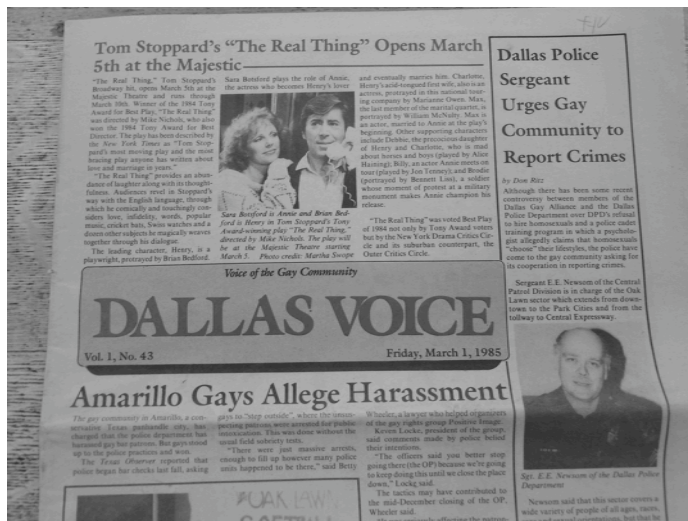 Tom Stoppard's "The Real Thing" Opens March
5th at the Majestic
"The Real Thing," Tom Stoppard's
Broadway hit, opens March 5th at the
Majestic Theatre and runs through
March 10th. Winner of the 1984 Tony
Award for Best Play, "The Real Thing"
was directed by Mike Nichols, who also
won the 1984 Tony Award for Best
Director. The play has been described by
the New York Times as "Tom Stop-
pard's most moving play and the most
bracing play anyone has written about
love and marriage in years."
"The Real Thing" provides an abun-
dance of laughter along with its thought-
fulness. Audiences revel in Stoppard's
way with the English language, through
which he comically and touchingly con-
siders love, infidelity, words, popular
music, cricket bats, Swiss watches and a
dozen other subjects he magically weaves
together through his dialogue.
The leading character, Henry, is a
playwright, protrayed by Brian Bedford.
Sara Botsford plays the role of Annie,
the actress who becomes Henry's lover
Sara Botsford is Annie and Brian Bed-
ford is Henry in Tom Stoppard's Tony
Award-winning play "The Real Thing,"
directed by Mike Nichols. The play will
be at the Majestic Theatre starting
March 5. Photo credit: Martha Swope
and eventually marries him. Charlotte,
Henry's acid-tongued first wife, also is an
actress, protrayed in this national tour-
ing company by Marianne Owen. Max,
the last member of the marital quartet, is
portrayed by William McNulty. Max is
an actor, married to Annie at the play's
beginning. Other supporting characters
include Debbie, the precocious daughter
of Henry and Charlotte, who is mad
about horses and boys (played by Alice
Haining); Billy, an actor Annie meets on
tour (played by Jon Tenney); and Brodie
(portrayed by Bennett Liss), a soldier
whose moment of protest at a military
monument makes Annie champion his
release.
"The Real Thing" was voted Best Play
of 1984 not only by Tony Award voters
but by the New York Drama Critics Cir-
cle and its suburban counterpart, the
Outer Critics Circle.
Dallas Police
Sergeant
Urges Gay
Community to
Report Crimes
by Don Ritz
Although there has been some recent
controversy between members of the
Dallas Gay Alliance and the Dallas
Police Department over DPD's refusal
to hire homosexuals and a police cadet
training program in which a psycholo-
gist allegedly claims that homosexuals
"choose" their lifestyles, the police have
come to the gay community asking for
its cooperation in reporting crimes.
Sergeant E.E. Newsom of the Central
Patrol Division is in charge of the Oak
Lawn sector which extends from down-
town to the Park Cities and from the
tollway to Central Expressway.
Sgt. E.E. Newsom of the Dallas Police
Department
Newsom said that this sector covers a
wide variety of people of all ages, races,
Voice of the Gay Community
DALLAS VOICE
Vol. 1, No. 43
Friday, March 1, 1985
Amarillo Gays Allege Harassment
The gay community in Amarillo, a con-
servative Texas panhandle city, has
charged that the police department has
harassed gay bar patrons. But gays stood
up to the police practices and won.
The Texas Observer reported that
police began bar checks last fall, asking
gays to "step outside", where the unsus-
pecting patrons were arrested for public
intoxication. This was done without the
usual field sobriety tests.
"There were just massive arrests,
enough to fill up however many police
units happened to be there," said Betty
Wheeler, a lawyer who helped organizers
of the gay rights group Positive Image.
Keven Locke, president of the group,
said comments made by police behind
their intentions.
"The officers said you better stop
going there (the OP) because we're going
to keep doing this until we close the place
down," Locke said.
The tactics may have contributed to
the mid-December closing of the OP,
Wheeler said.
OAK LAWN